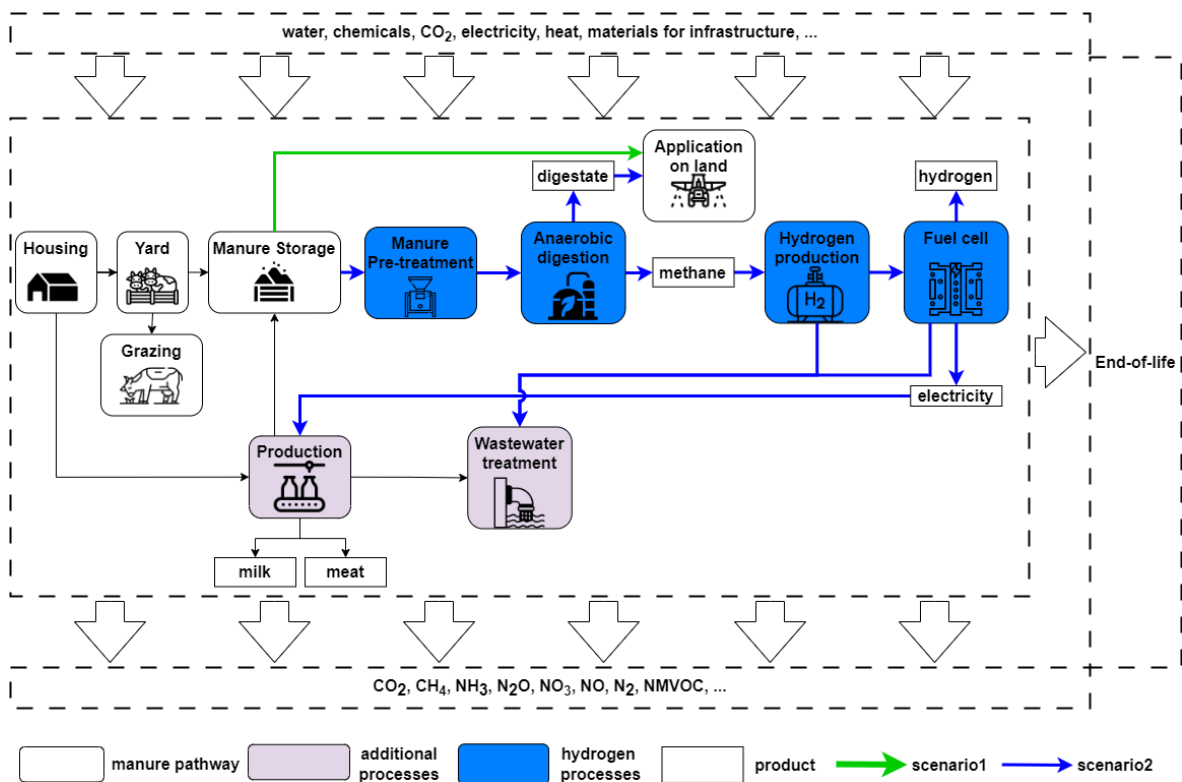 water, chemicals, CO₂, electricity, heat, materials for infrastructure, ...
Application
on land
digestate
hydrogen
Housing
Yard
Manure Storage
Manure
Pre-treatment
Anaerobic
digestion
methane
Hydrogen
production
H₂
Fuel cell
Grazing
End-of-life
electricity
Production
Wastewater
treatment
milk
meat
CO₂, CH₄, NH₃, N₂O, NO₃, NO, N₂, NMVOC, ...
manure pathway
additional
processes
hydrogen
processes
product
scenario1
scenario2